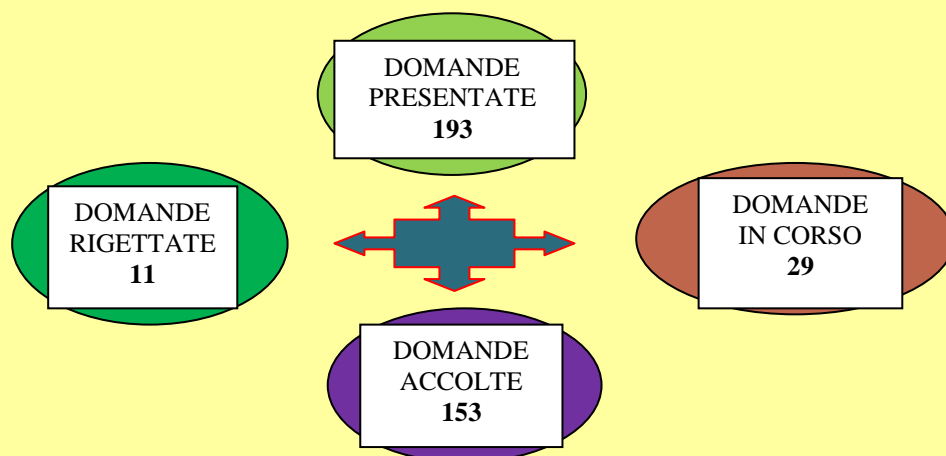 DOMANDE
PRESENTATE
193
DOMANDE
RIGETTATE
11
DOMANDE
IN CORSO
29
DOMANDE
ACCOLTE
153